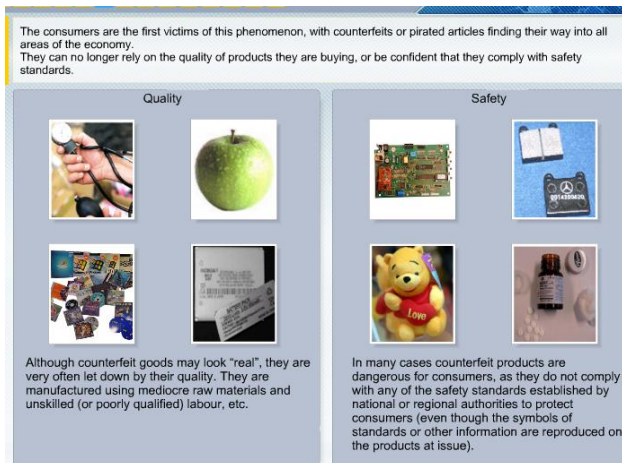 The consumers are the first victims of this phenomenon, with counterfeits or pirated articles finding their way into all
areas of the economy.
They can no longer rely on the quality of products they are buying, or be confident that they comply with safety
standards.
Quality
Safety
Love
Although counterfeit goods may look “real”, they are
very often let down by their quality. They are
manufactured using mediocre raw materials and
unskilled (or poorly qualified) labour, etc.
In many cases counterfeit products are
dangerous for consumers, as they do not comply
with any of the safety standards established by
national or regional authorities to protect
consumers (even though the symbols of
standards or other information are reproduced on
the products at issue).